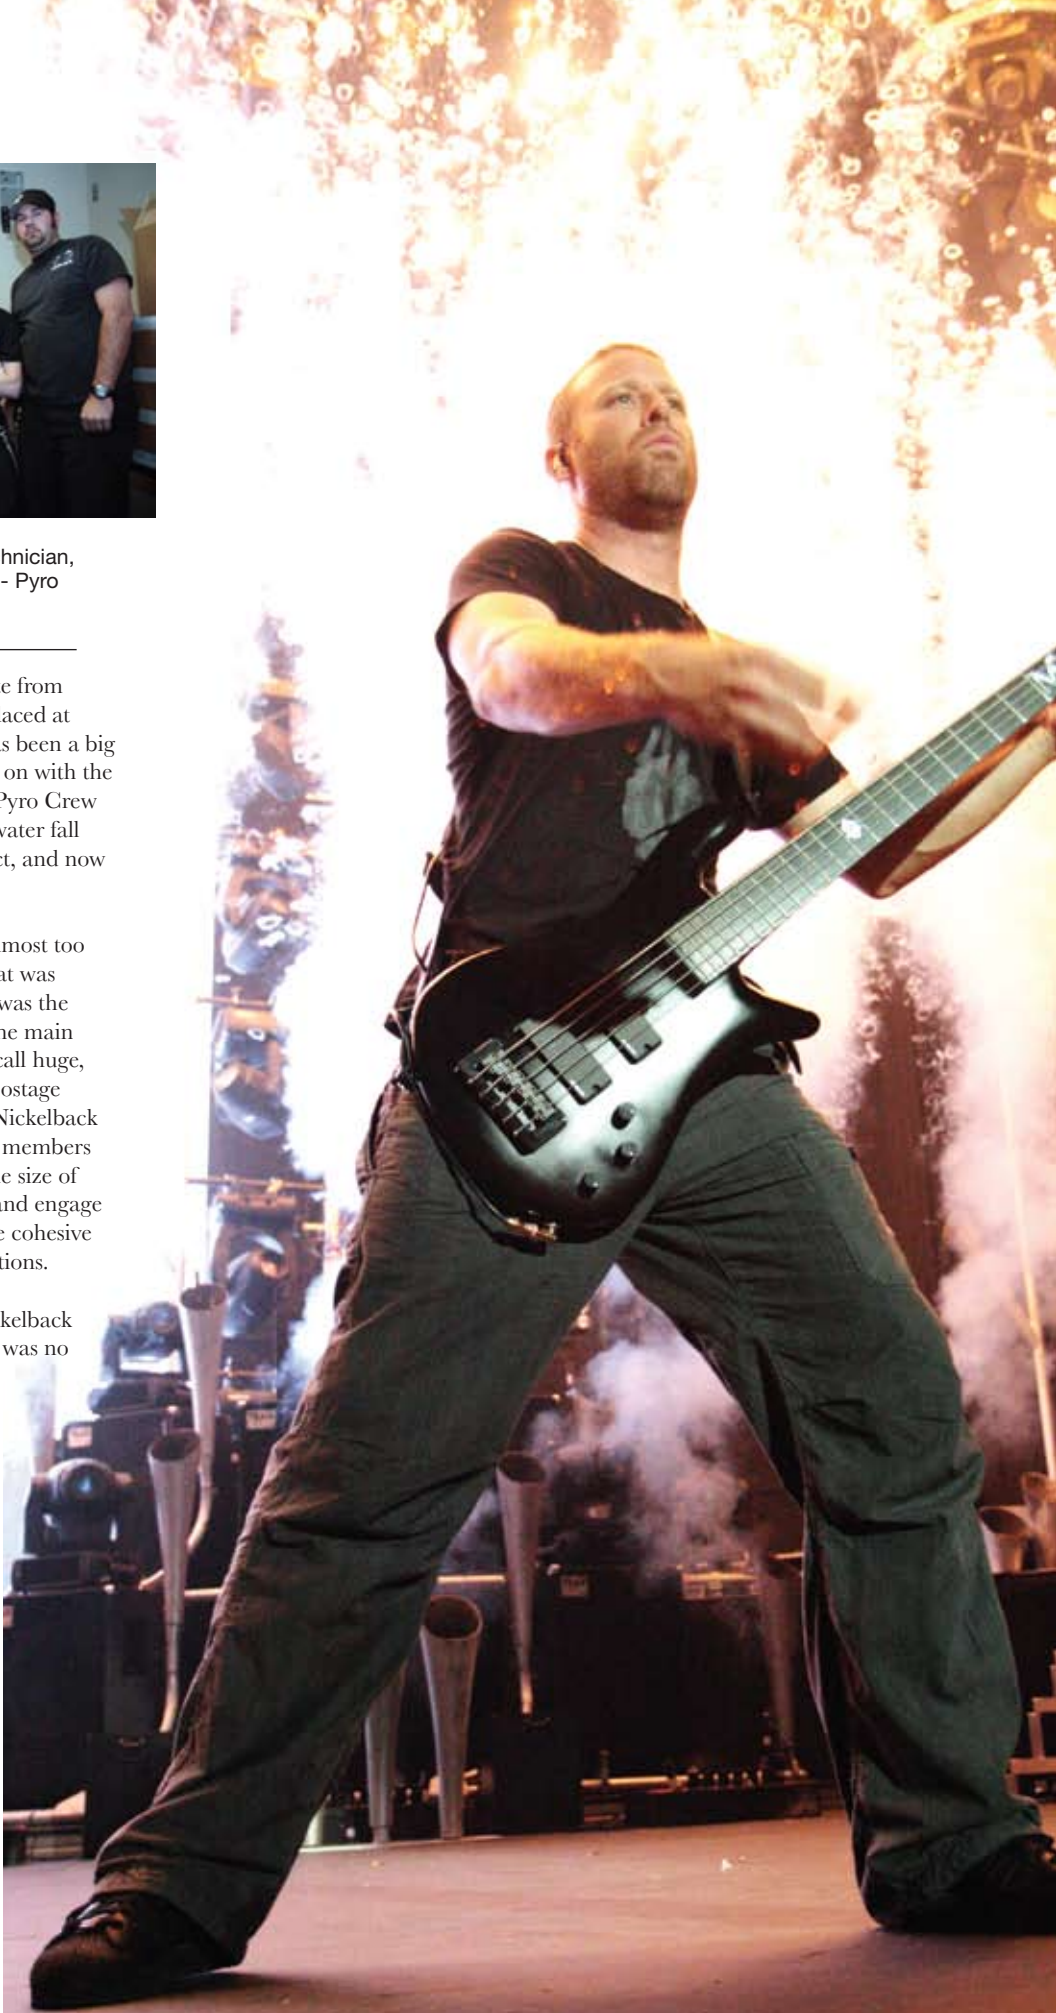 hnician,
- Pyro
e from
aced at
s been a big
on with the
Pyro Crew
water fall
ct, and now
most too
at was
was the
he main
call huge,
ostage
Nickelback
members
e size of
and engage
e cohesive
tions.
kelback
was no